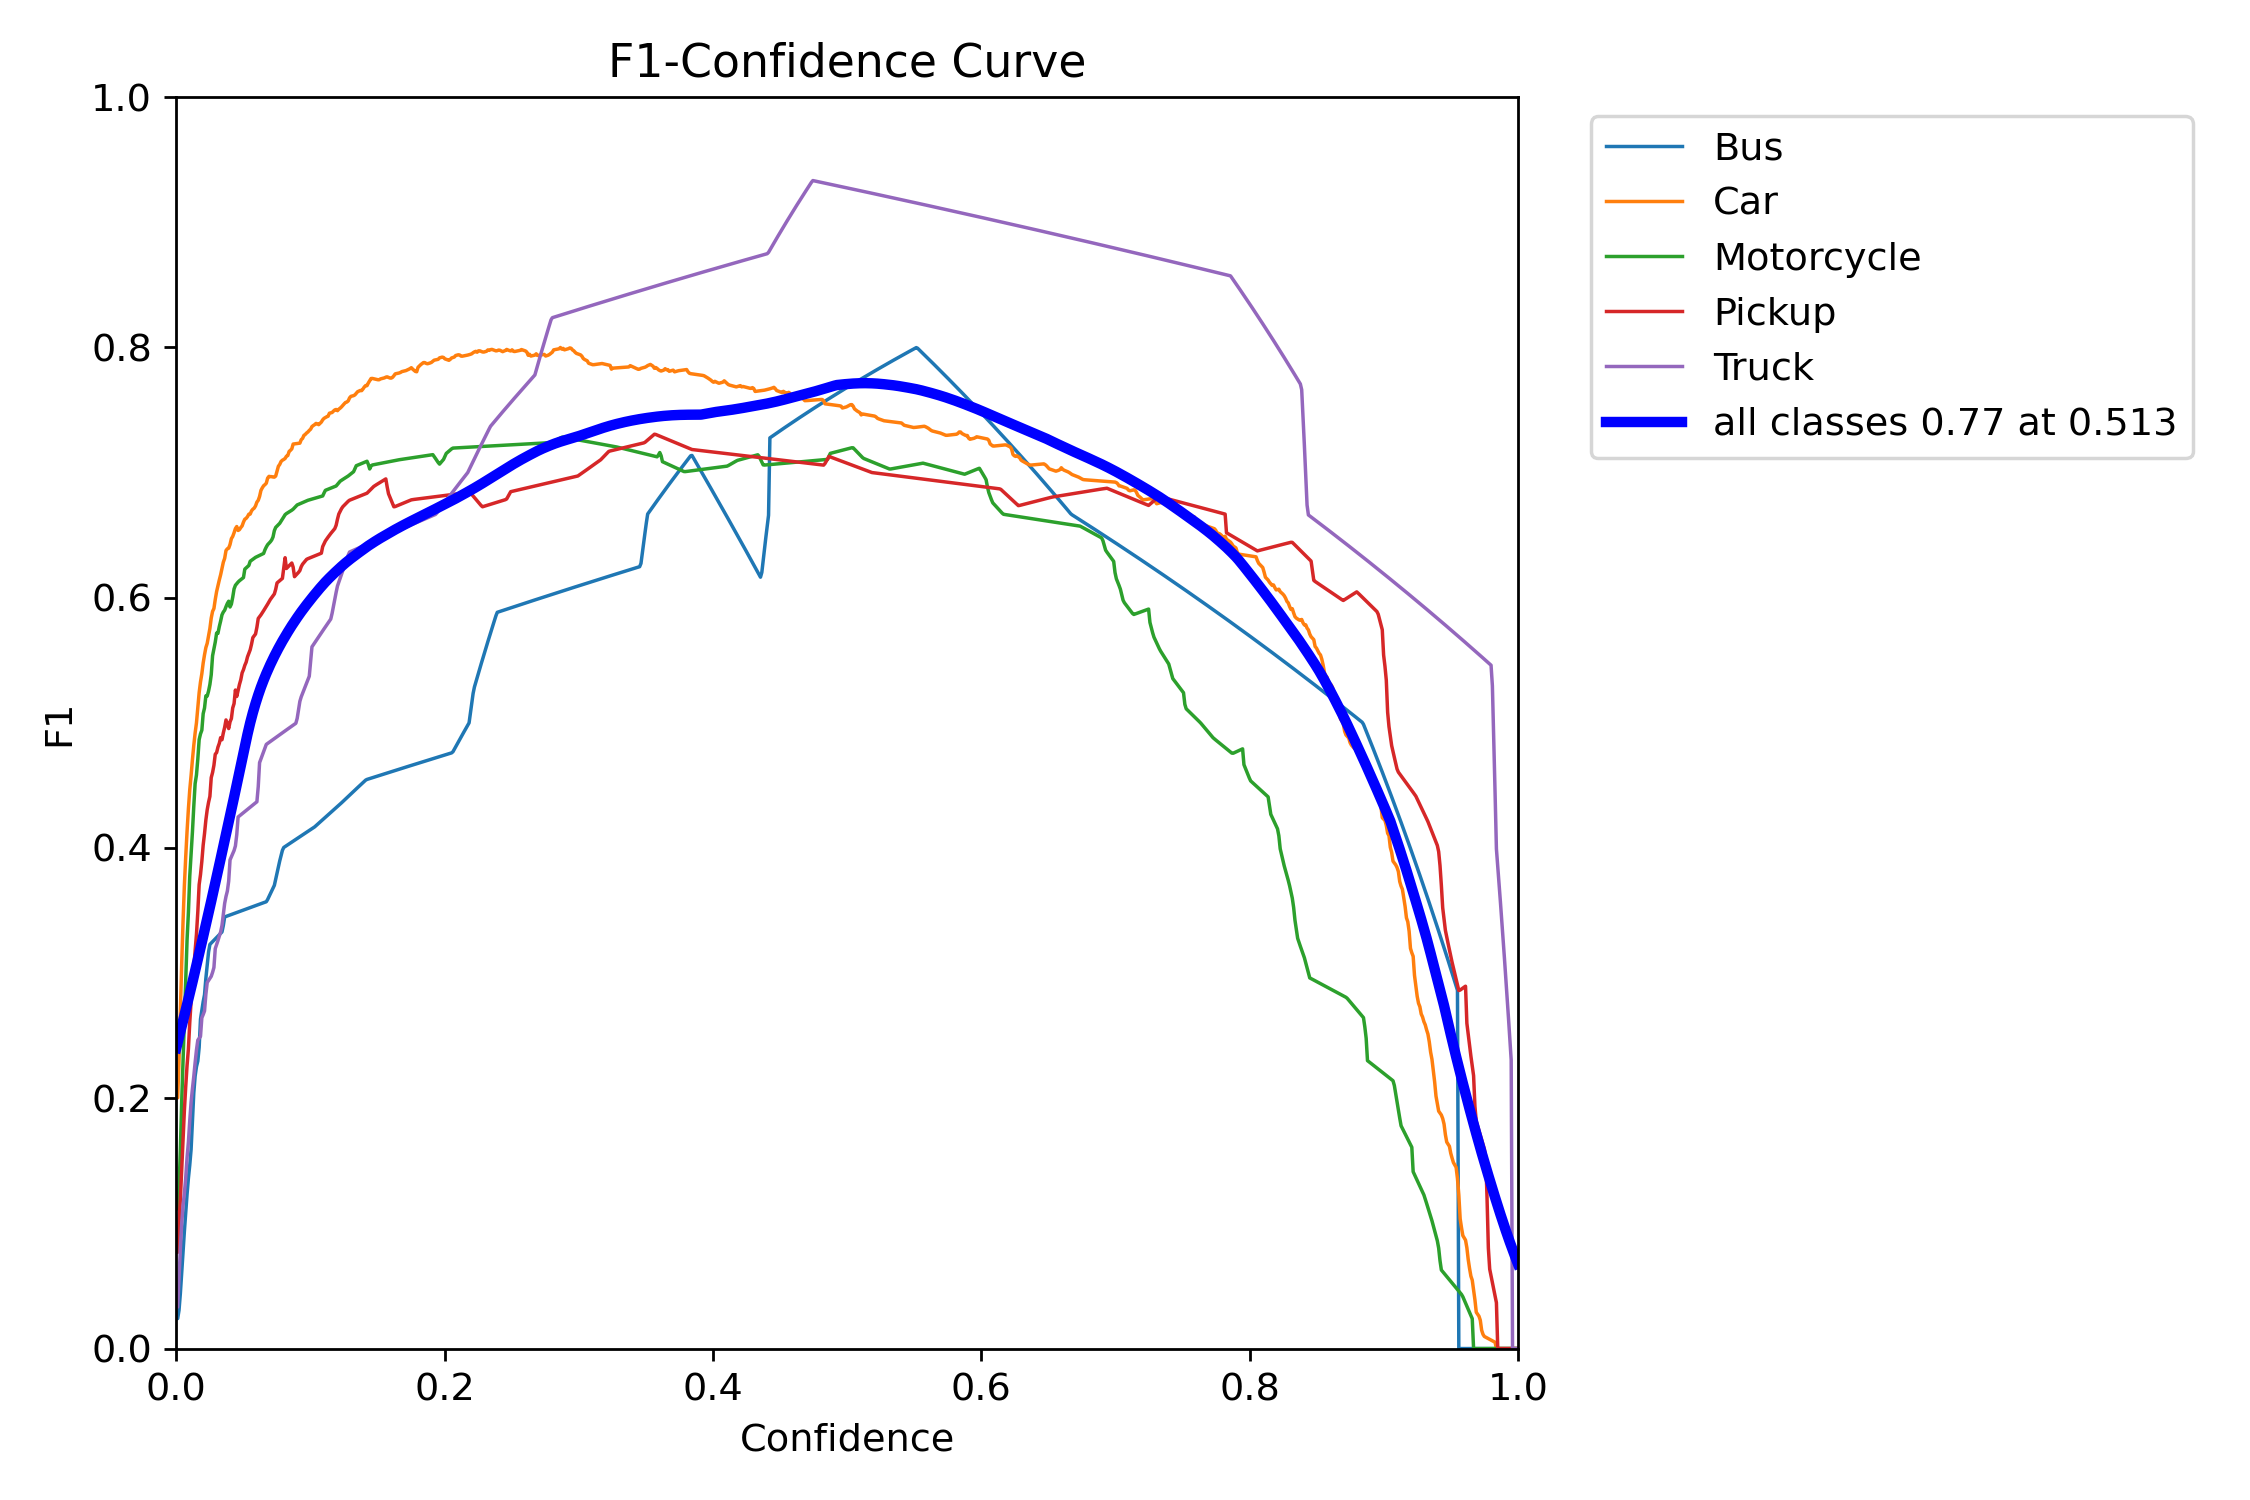 F1-Confidence Curve
1.0
0.8
0.6
0.4
0.2
0.0
F1
0.0 0.2 0.4 0.6 0.8 1.0
Confidence
Bus
Car
Motorcycle
Pickup
Truck
all classes 0.77 at 0.513